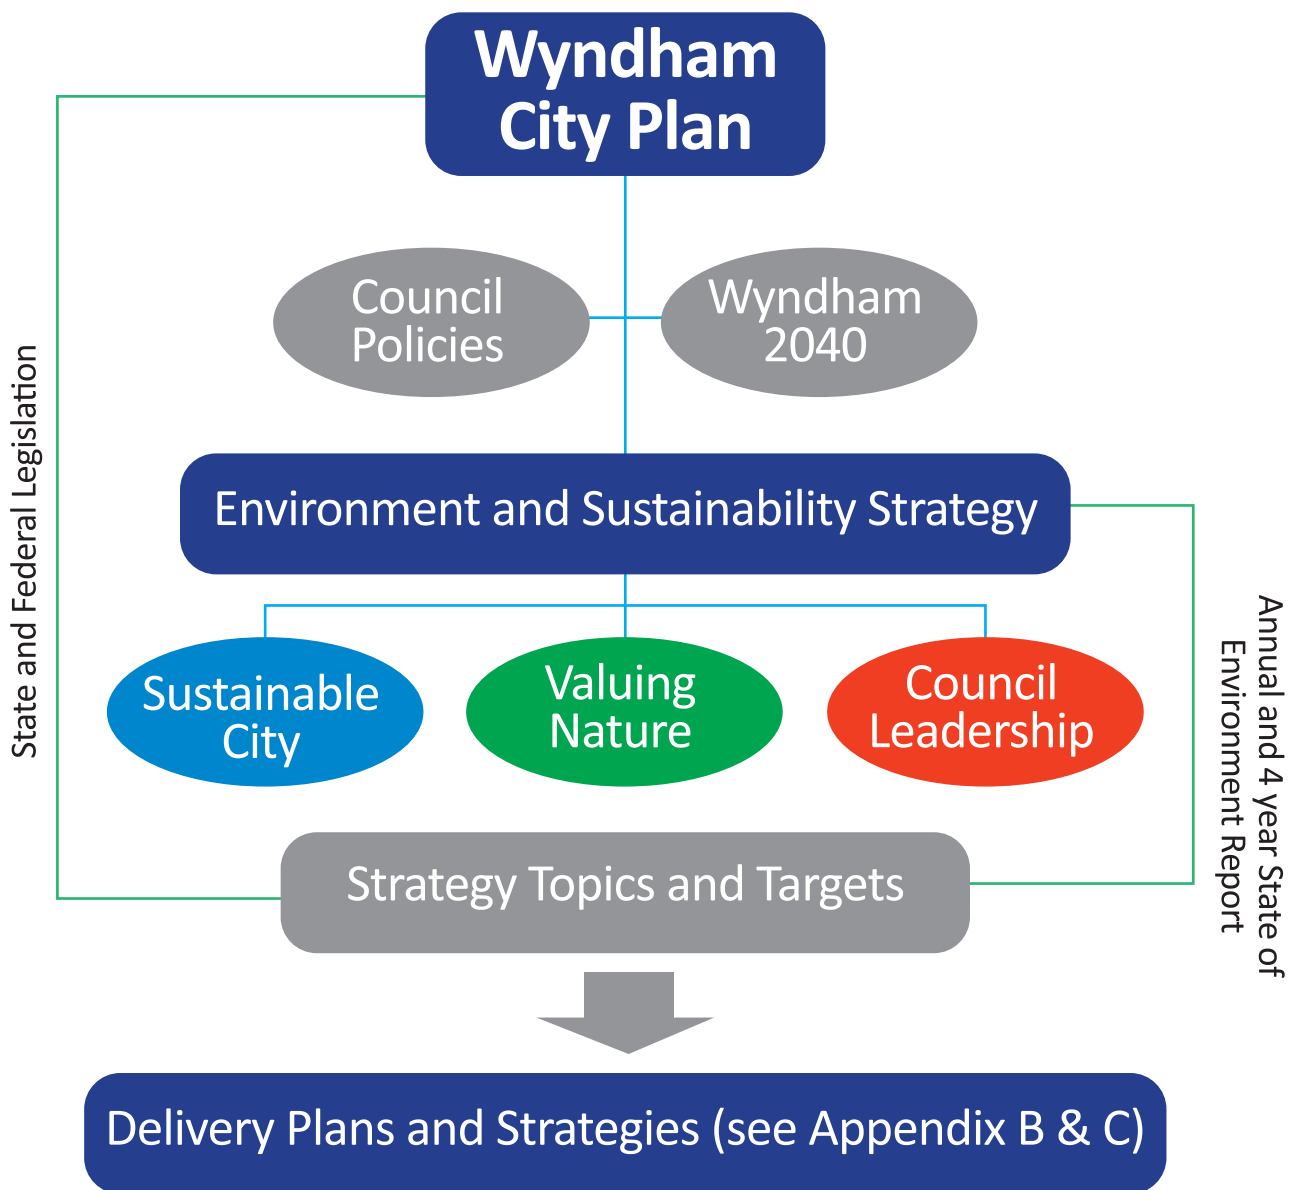 Wyndham
City Plan
Council
Policies
Wyndham
2040
State and Federal Legislation
Environment and Sustainability Strategy
Sustainable
City
Valuing
Nature
Council
Leadership
Annual and 4 year State of
Environment Report
Strategy Topics and Targets
Delivery Plans and Strategies (see Appendix B & C)